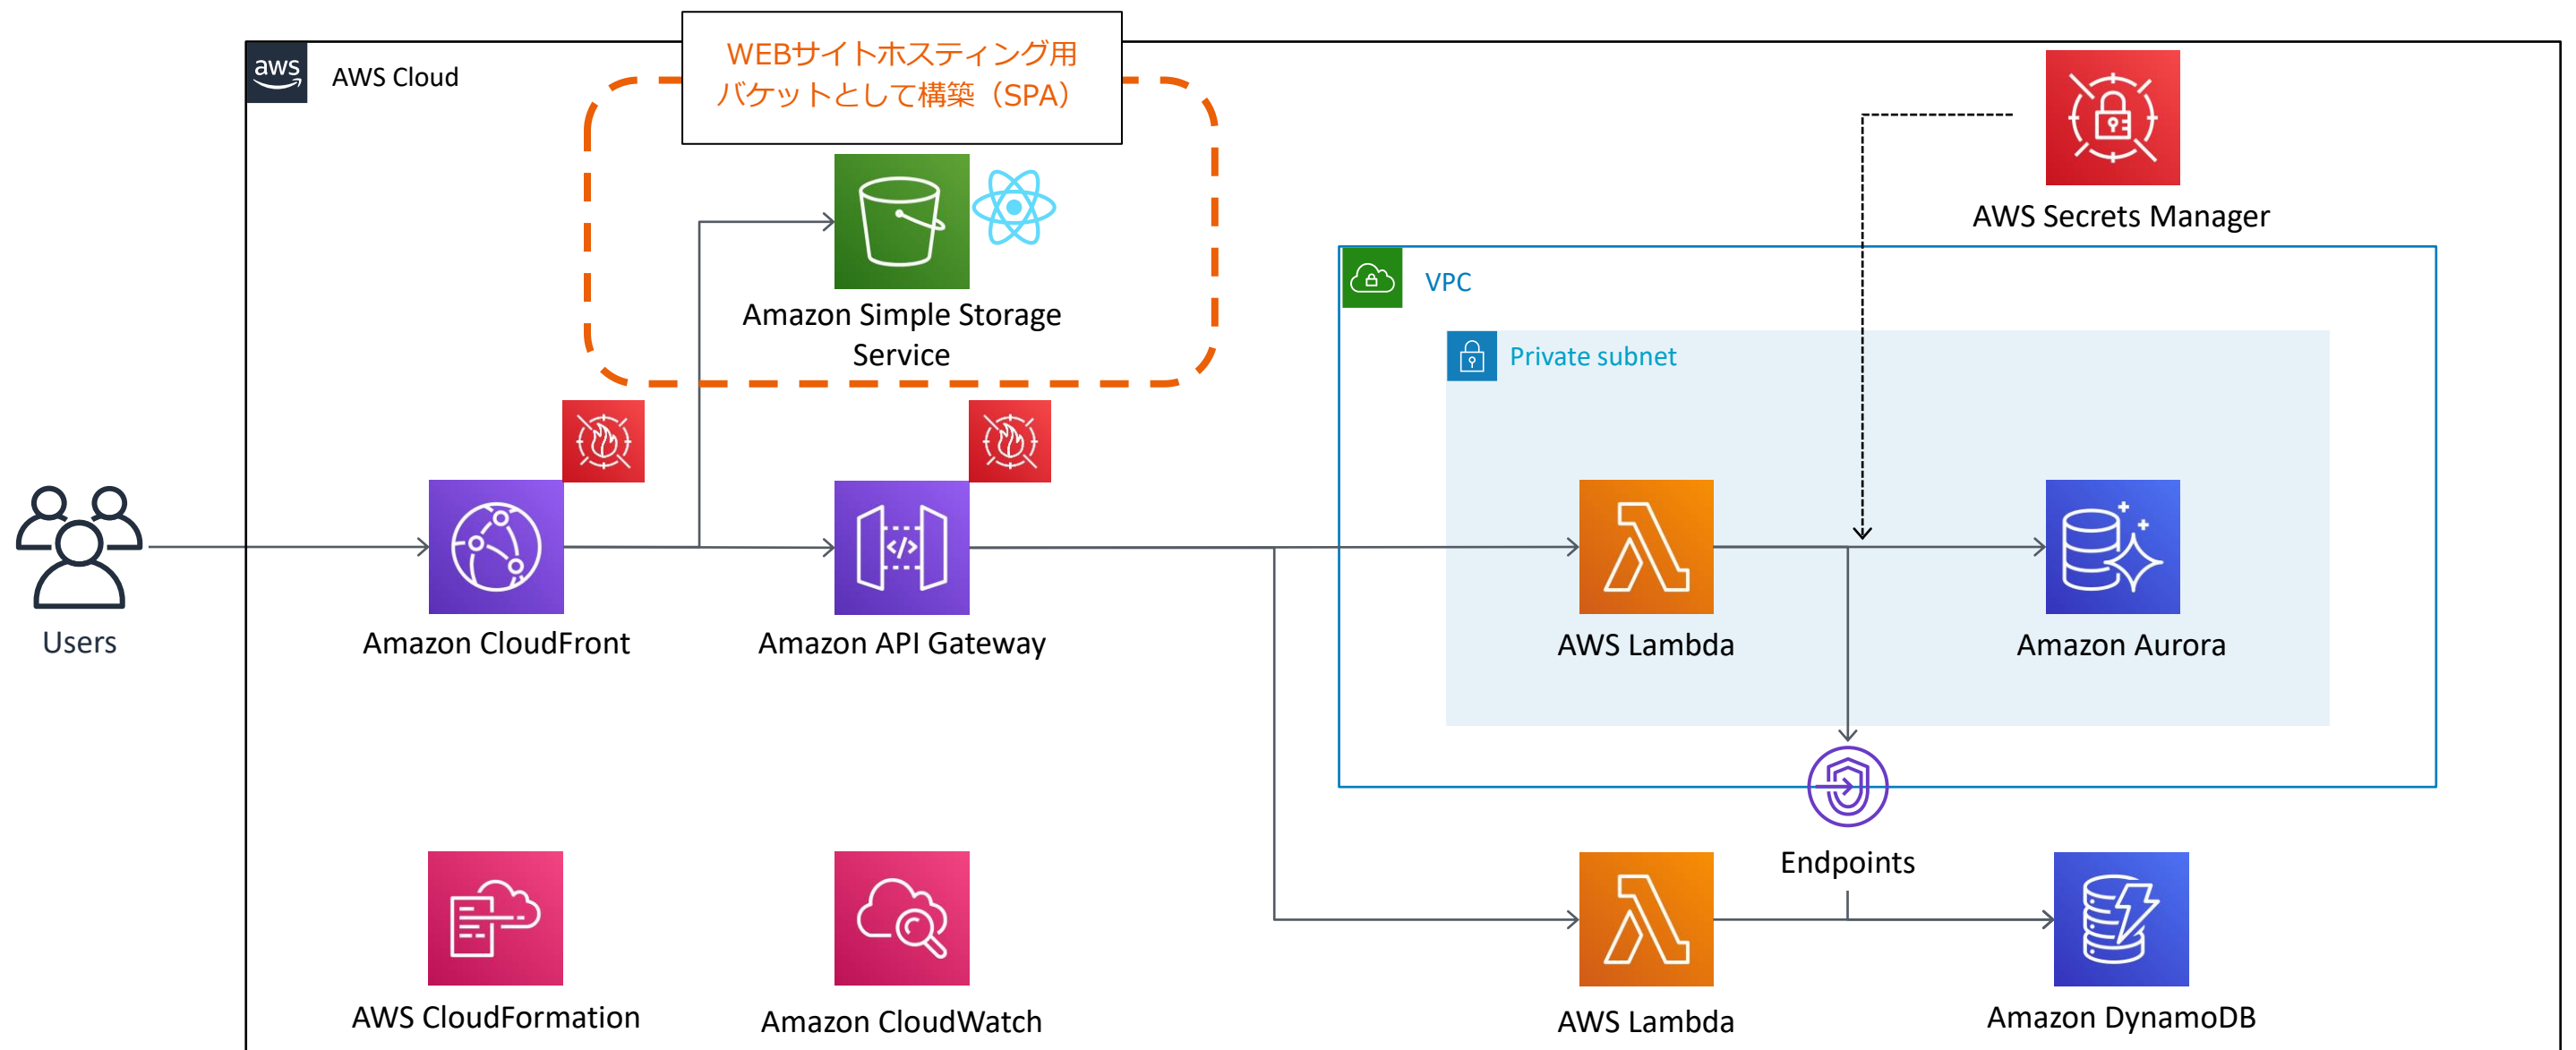 WEBサイトホスティング用
バケットとして構築（SPA）
aws
AWS Cloud
AWS Secrets Manager
Amazon Simple Storage
Service
VPC
Private subnet
</>
Users
Amazon CloudFront
Amazon API Gateway
AWS Lambda
Amazon Aurora
Endpoints
AWS CloudFormation
Amazon CloudWatch
AWS Lambda
Amazon DynamoDB